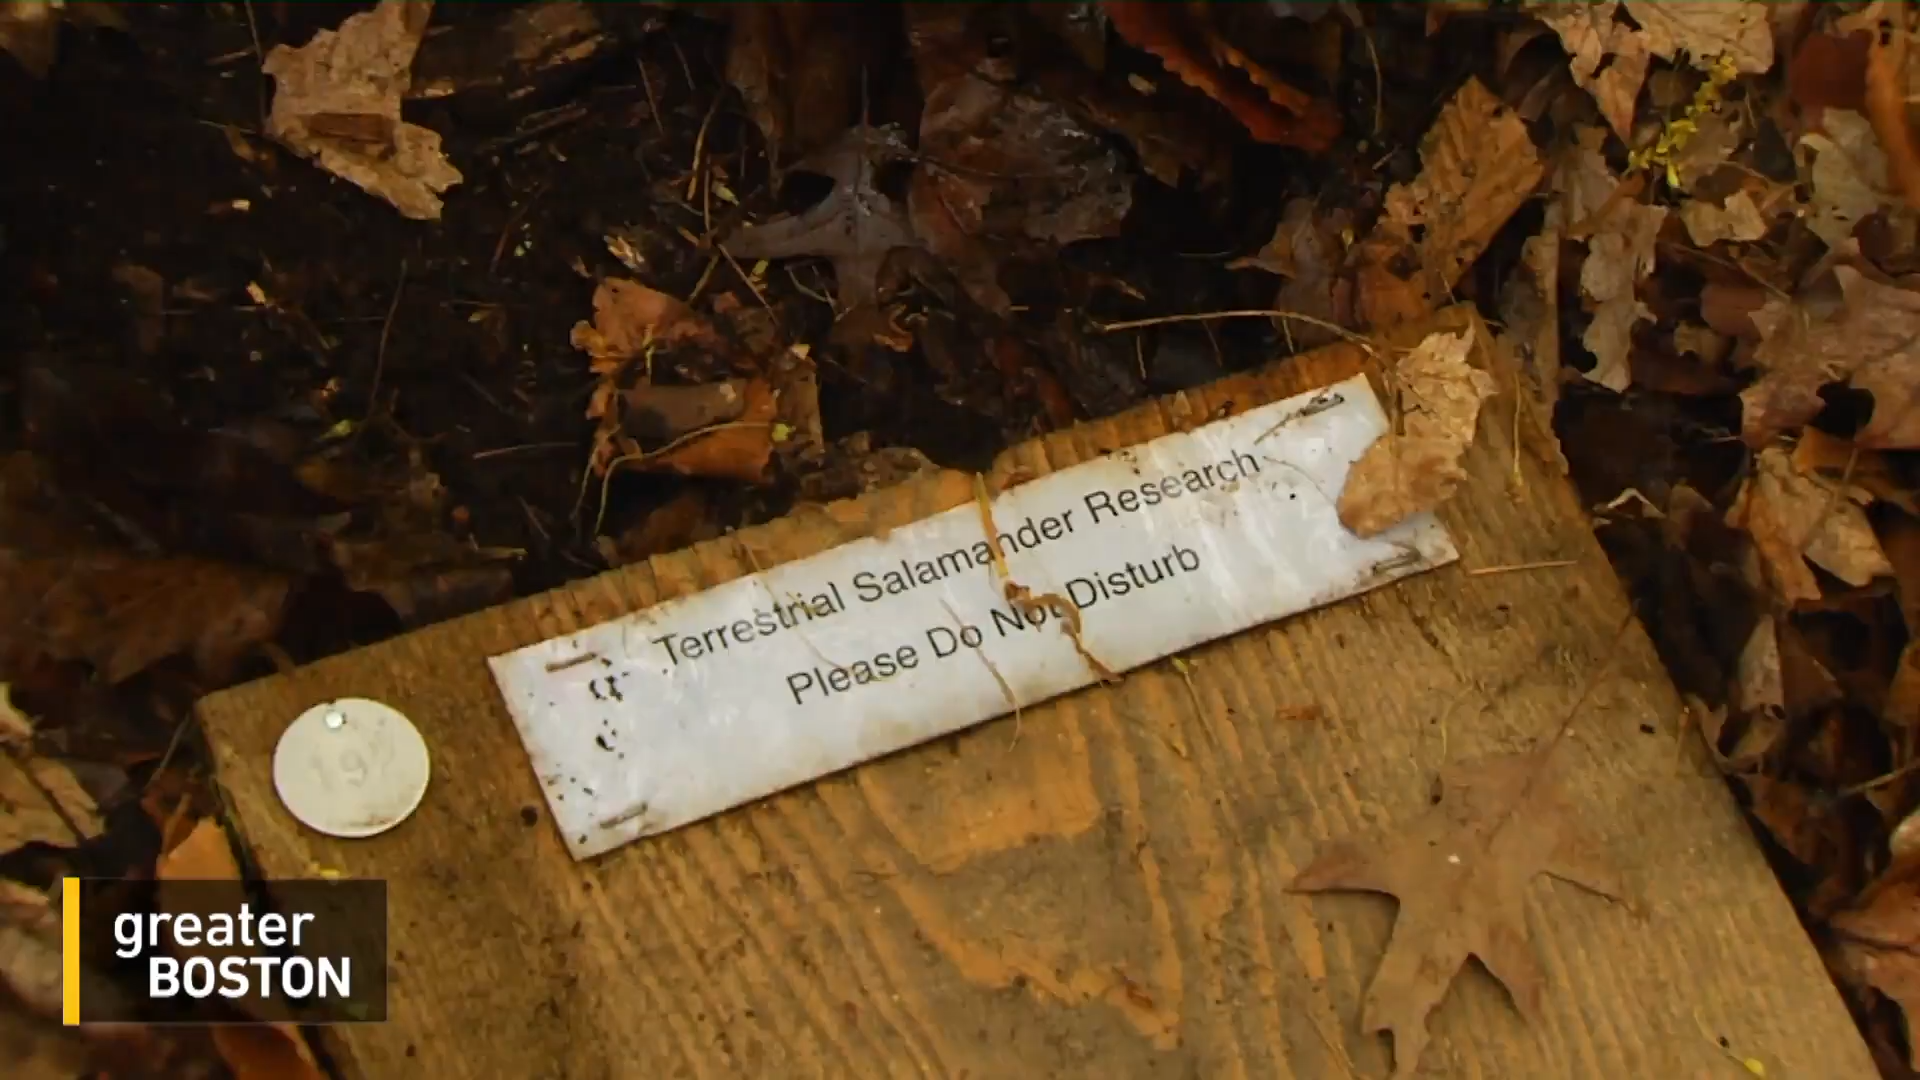 Terrestrial Salamander Research
Please Do Not Disturb
greater
BOSTON